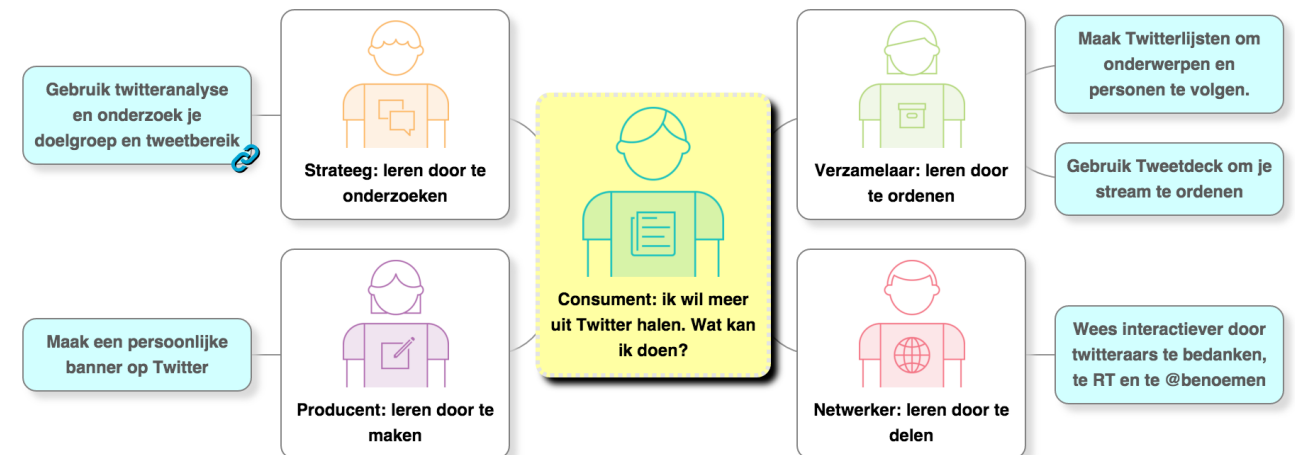 Gebruik twitteranalyse
en onderzoek je
doelgroep en tweetbereik
Strateeg: leren door te
onderzoeken
Maak een persoonlijke
banner op Twitter
Producent: leren door te
maken
Consument: ik wil meer
uit Twitter halen. Wat kan
ik doen?
Verzamelaar: leren door
te ordenen
Maak Twitterlijsten om
onderwerpen en
personen te volgen.
Gebruik Tweetdeck om je
stream te ordenen
Netwerker: leren door te
delen
Wees interactiever door
twitteraars te bedanken,
te RT en te @benoemen